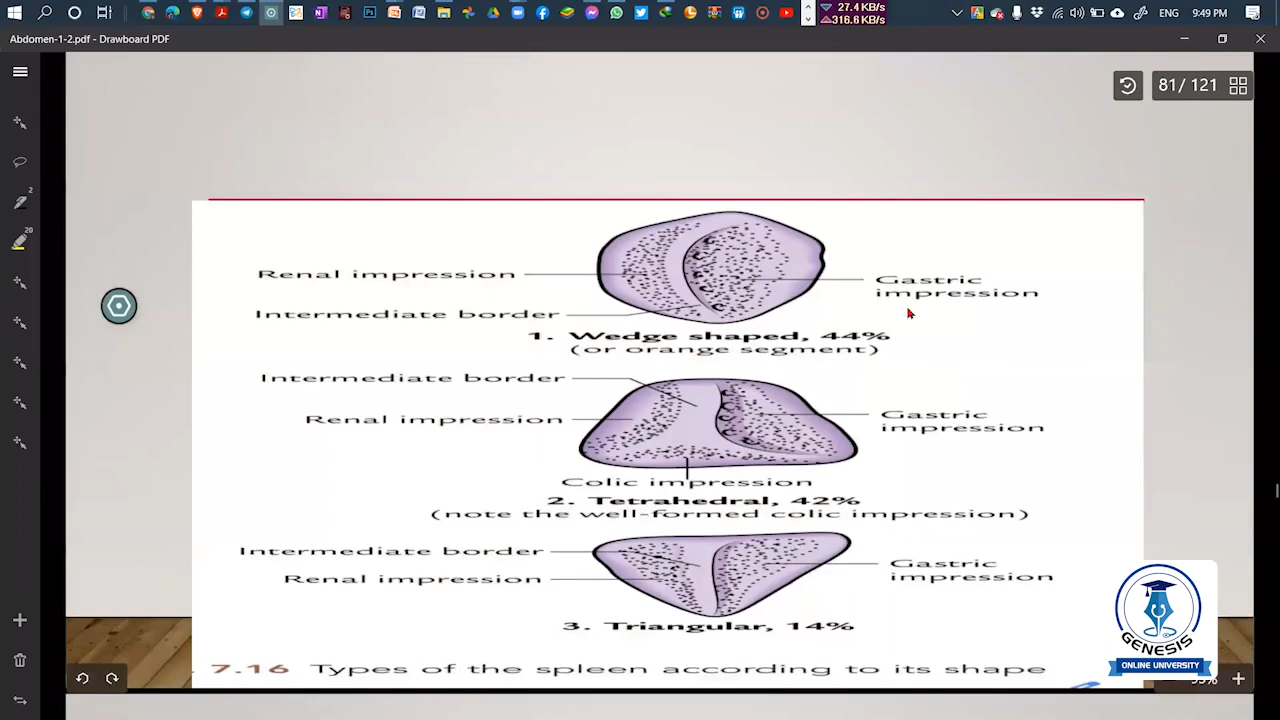 ENG
9:49 PM
27.4 KB/s
316.6 KB/s
Abdomen-1-2.pdf - Drawboard PDF
81/ 121
2
20
Renal impression
Gastric
impression
Intermediate border
1. Wedge shaped, 44%
(or orange segment)
Intermediate border
Renal impression
Gastric
impression
Colic impression
2. Tetrahedral, 42%
(note the well-formed colic impression)
Intermediate border
Renal impression
Gastric
impression
3. Triangular, 14%
7.16 Types of the spleen according to its shape
GENESIS
ONLINE UNIVERSITY